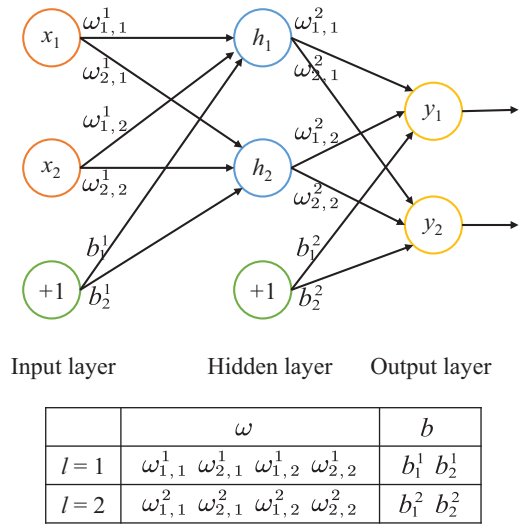 x₁ ω¹₁,₁ h₁ ω²₁,₁
ω¹₂,₁ ω²₂,₁
y₁
ω¹₁,₂ ω²₁,₂
x₂ h₂
ω¹₂,₂ ω²₂,₂
y₂
b¹₁ b²₁
+1 b¹₂ +1 b²₂
Input layer Hidden layer Output layer
ω b
l = 1 ω¹₁,₁ ω¹₂,₁ ω¹₁,₂ ω¹₂,₂ b¹₁ b¹₂
l = 2 ω²₁,₁ ω²₂,₁ ω²₁,₂ ω²₂,₂ b²₁ b²₂